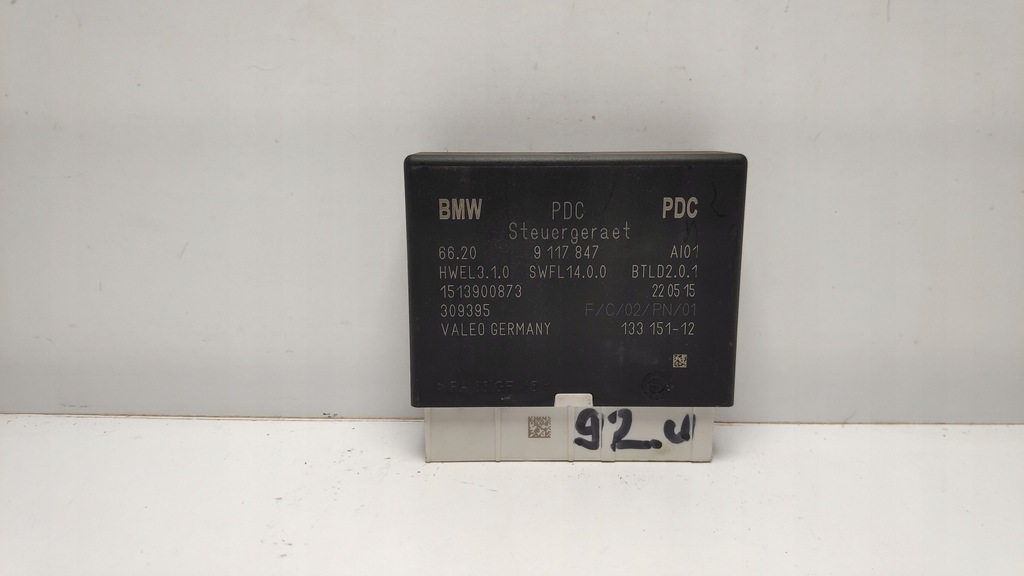 BMW PDC PDC
Steuergeraet
66.20 9 117 847 AI01
HWEL3.1.0 SWFL14.0.0 BTLD2.0.1
1513900873 22 05 15
309395 F/C/02/PN/01
VALEO GERMANY 133 151-12
92.u